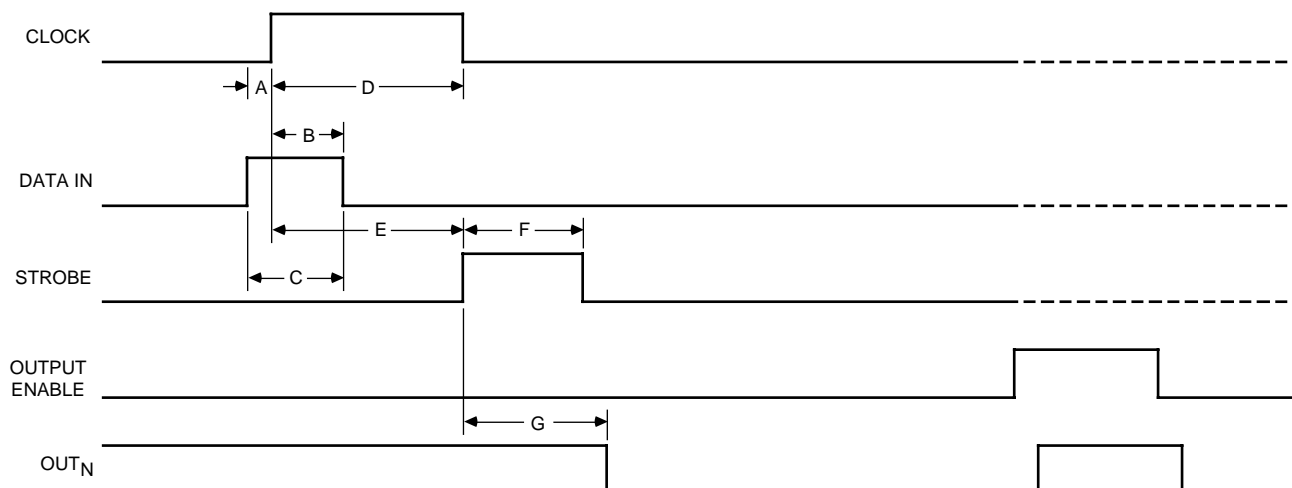 CLOCK
A
D
B
DATA IN
E
F
STROBE
C
OUTPUT
ENABLE
G
OUTN